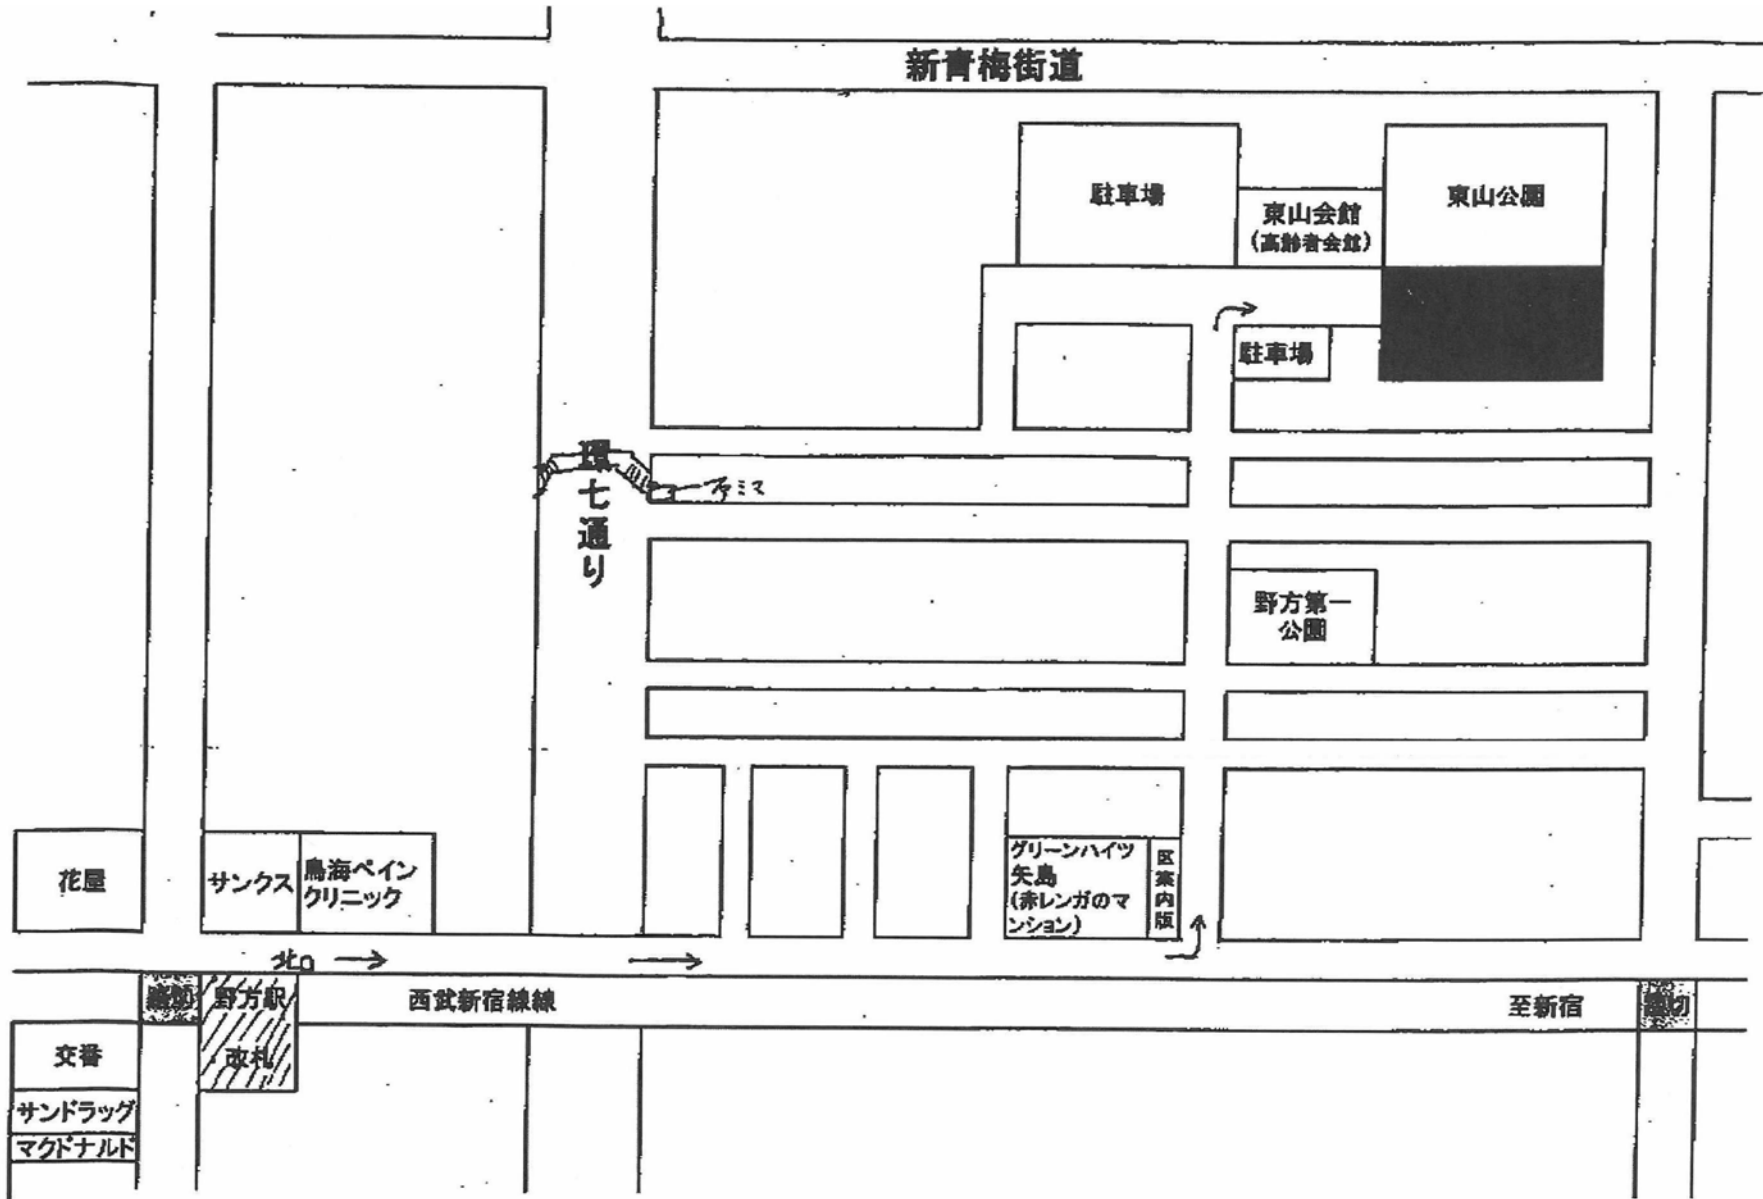 新青梅街道
駐車場
東山会館
(高齢者会館)
東山公園
駐車場
環七通り
ファミマ
野方第一
公園
花屋
サンクス
鳥海ペイン
クリニック
グリーンハイツ
矢島
(赤レンガのマ
ンション)
区案内版
北口
踏切
野方駅
西武新宿線線
至新宿
踏切
交番
改札
サンドラッグ
マクドナルド